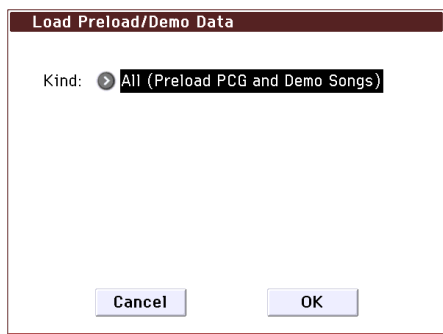 Load Preload/Demo Data
Kind: All (Preload PCG and Demo Songs)
Cancel OK